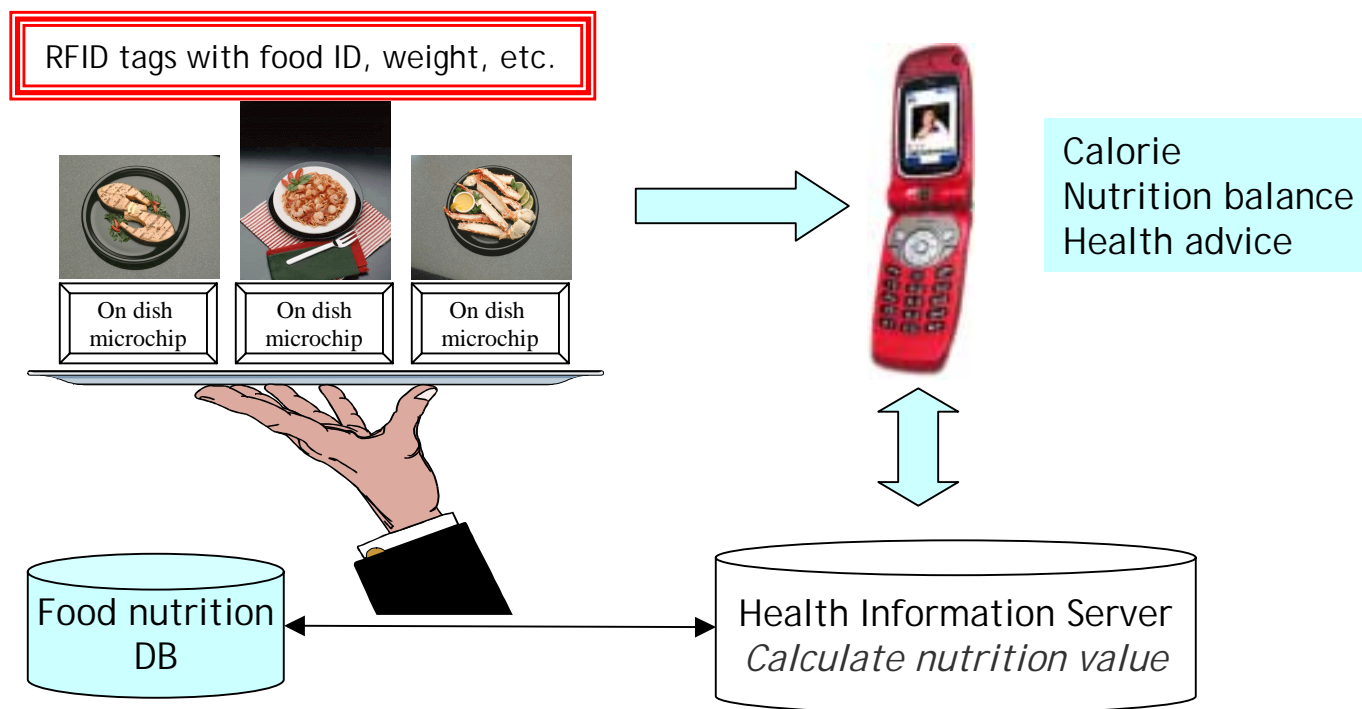 RFID tags with food ID, weight, etc.
Calorie
Nutrition balance
Health advice
On dish
microchip
On dish
microchip
On dish
microchip
Food nutrition
DB
Health Information Server
Calculate nutrition value